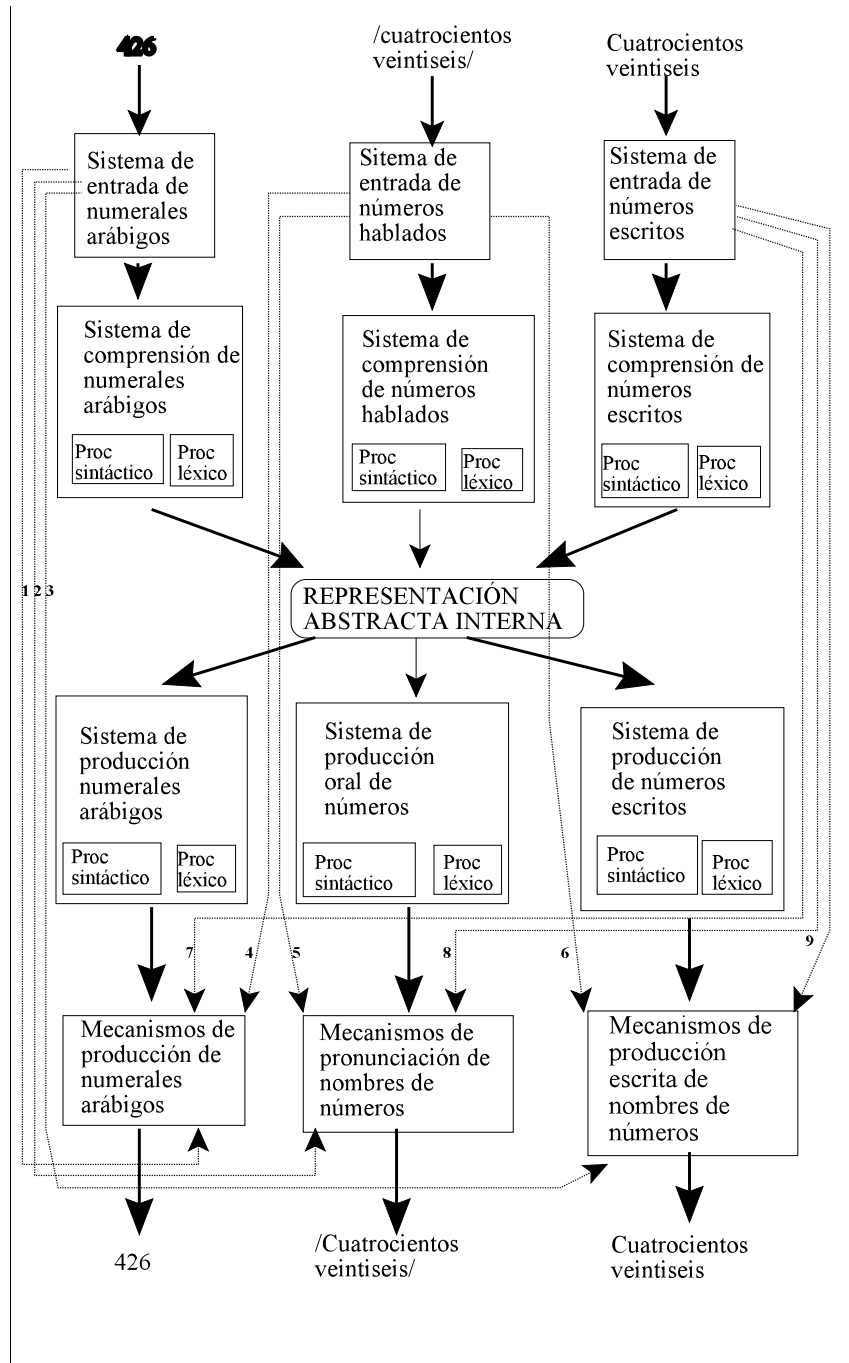 426
/cuatrocientos
veintiseis/
Cuatrocientos
veintiseis
Sistema de
entrada de
numerales
arábigos
Sitema de
entrada de
números
hablados
Sistema de
entrada de
números
escritos
Sistema de
comprensión de
numerales
arábigos
Proc
sintáctico
Proc
léxico
Sistema de
comprensión
de números
hablados
Proc
sintáctico
Proc
léxico
Sistema de
comprensión de
números
escritos
Proc
sintáctico
Proc
léxico
1 2 3
REPRESENTACIÓN
ABSTRACTA INTERNA
Sistema de
producción
numerales
arábigos
Proc
sintáctico
Proc
léxico
Sistema de
producción
oral de
números
Proc
sintáctico
Proc
léxico
Sistema de
producción
de números
escritos
Proc
sintáctico
Proc
léxico
7
4
5
8
6
9
Mecanismos de
producción de
numerales
arábigos
Mecanismos de
pronunciación de
nombres de
números
Mecanismos de
producción
escrita de
nombres de
números
426
/Cuatrocientos
veintiseis/
Cuatrocientos
veintiseis